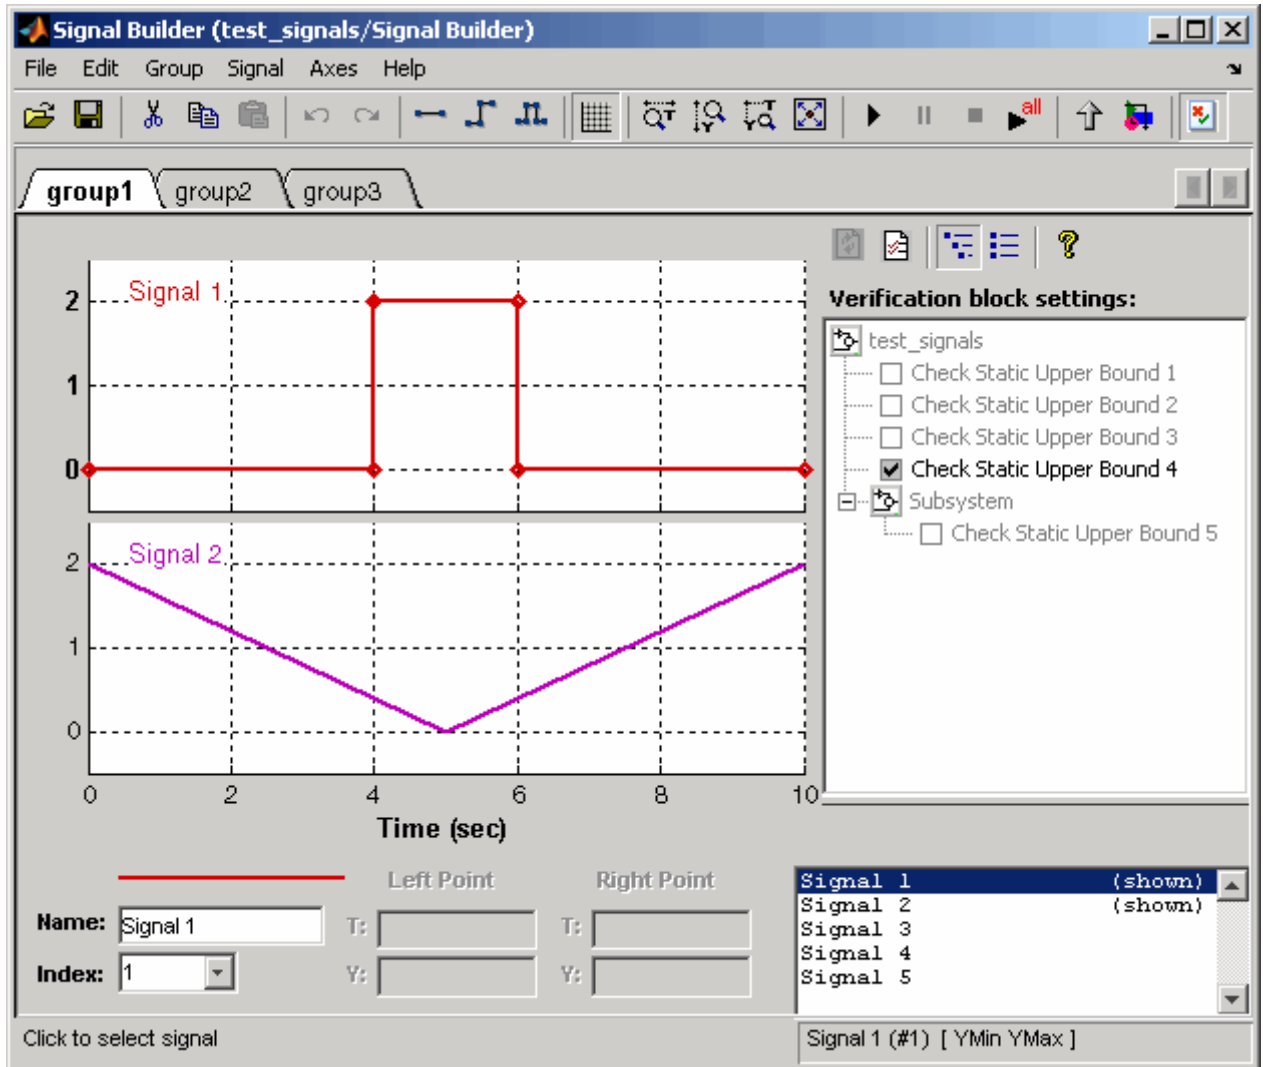 Signal Builder (test_signals/Signal Builder)
File Edit Group Signal Axes Help
all
group1 group2 group3
Verification block settings:
test_signals
Check Static Upper Bound 1
Check Static Upper Bound 2
Check Static Upper Bound 3
Check Static Upper Bound 4
Subsystem
Check Static Upper Bound 5
Signal 1
2
1
0
Signal 2
2
1
0
0 2 4 6 8 10
Time (sec)
Left Point Right Point
Name: Signal 1 T: T:
Index: 1 Y: Y:
Signal 1 (shown)
Signal 2 (shown)
Signal 3
Signal 4
Signal 5
Click to select signal
Signal 1 (#1) [ YMin YMax ]